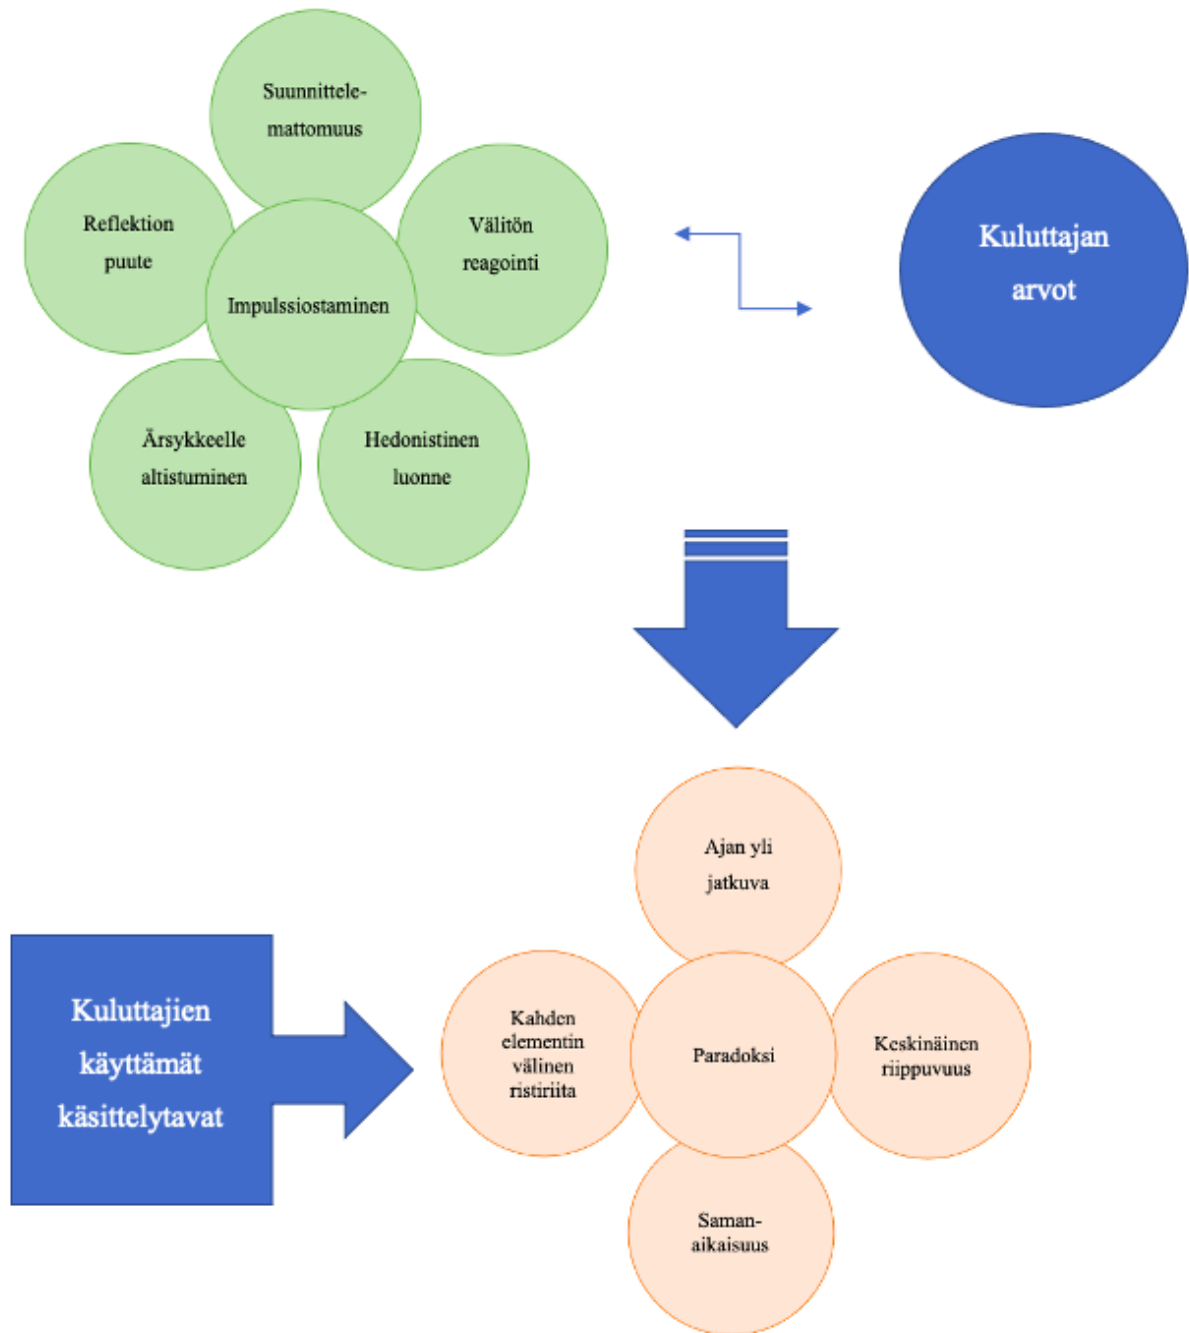 Suunnittele-
mattomuus
Reflektion
puute
Välitön
reagointi
Impulssiostaminen
Ärsykkeelle
altistuminen
Hedonistinen
luonne
Kuluttajan
arvot
Ajan yli
jatkuva
Kuluttajien
käyttämät
käsittelytavat
Kahden
elementin
välinen
ristiriita
Paradoksi
Keskinäinen
riippuvuus
Saman-
aikaisuus